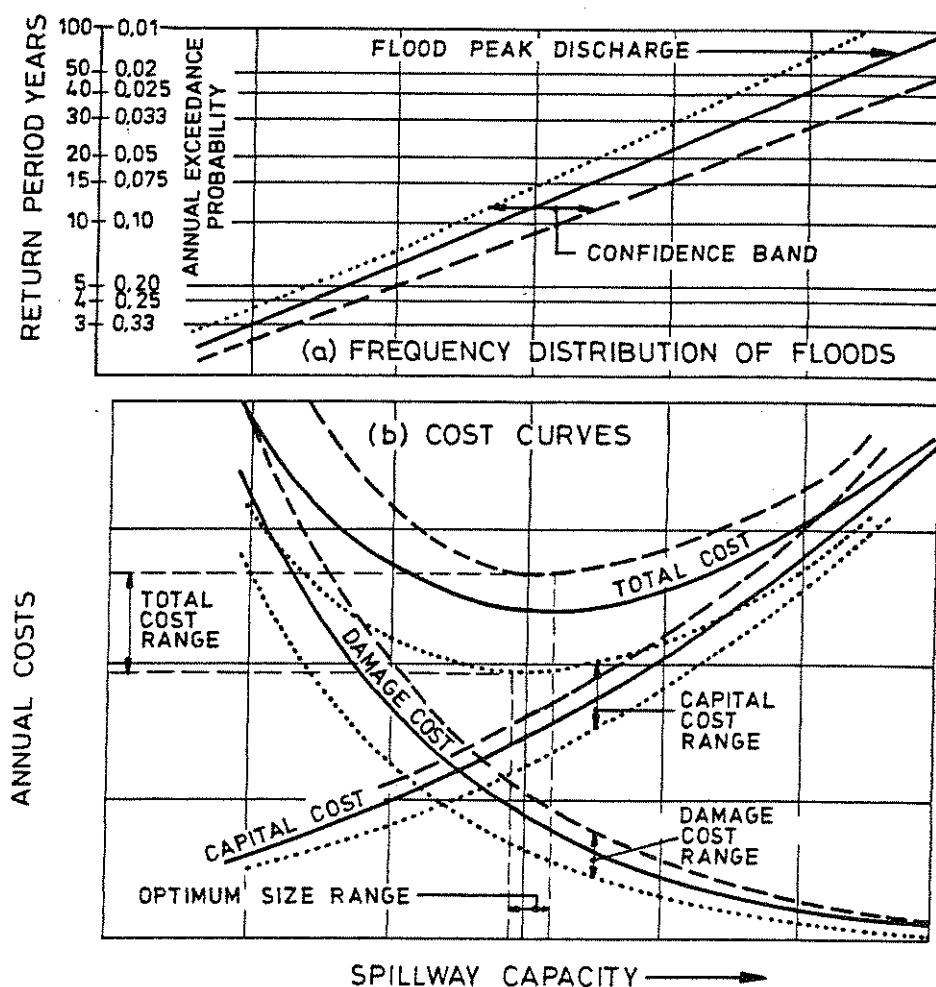 RETURN PERIOD YEARS
100
50
40
30
20
15
10
5
4
3
0,01
0,02
0,025
0,033
0,05
0,075
0,10
0,20
0,25
0,33
ANNUAL EXCEEDANCE
PROBABILITY
FLOOD PEAK DISCHARGE
CONFIDENCE BAND
(a) FREQUENCY DISTRIBUTION OF FLOODS
(b) COST CURVES
ANNUAL COSTS
TOTAL
COST
RANGE
TOTAL COST
DAMAGE COST
CAPITAL
COST
RANGE
CAPITAL COST
DAMAGE
COST
RANGE
OPTIMUM SIZE RANGE
SPILLWAY CAPACITY